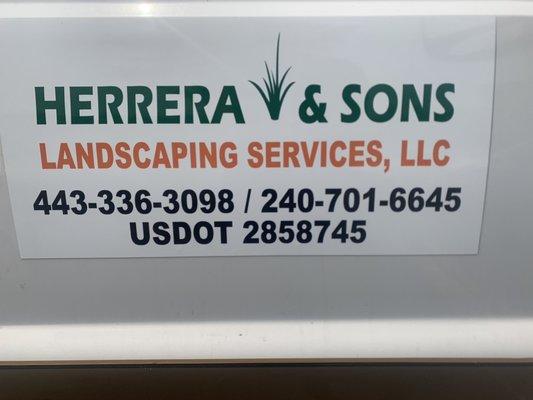 HERRERA & SONS
LANDSCAPING SERVICES, LLC
443-336-3098 / 240-701-6645
USDOT 2858745